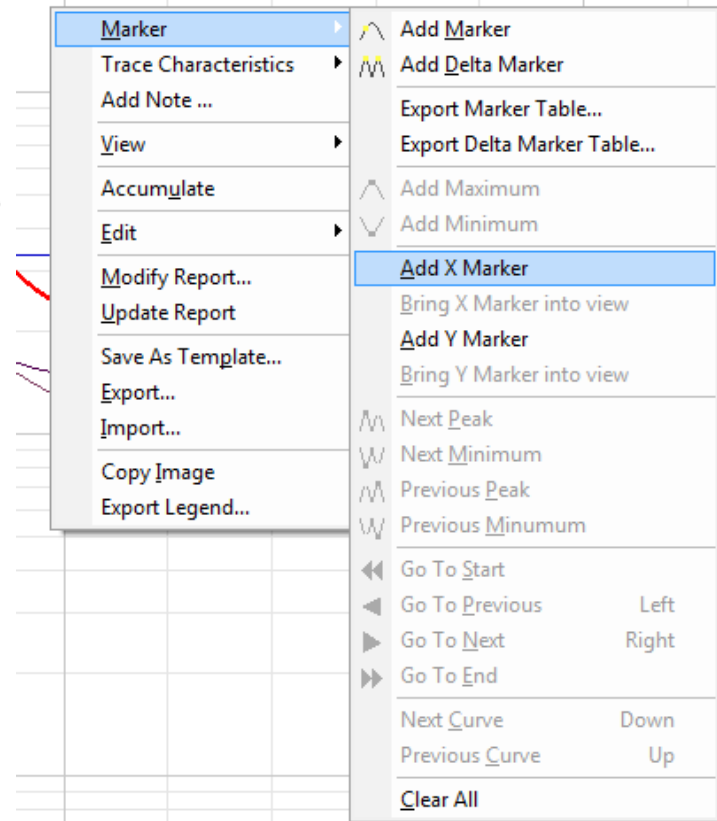 Marker
Trace Characteristics
Add Note ...
View
Accumulate
Edit
Modify Report...
Update Report
Save As Template...
Export...
Import...
Copy Image
Export Legend...
Add Marker
Add Delta Marker
Export Marker Table...
Export Delta Marker Table...
Add Maximum
Add Minimum
Add X Marker
Bring X Marker into view
Add Y Marker
Bring Y Marker into view
Next Peak
Next Minimum
Previous Peak
Previous Minumum
Go To Start
Go To Previous Left
Go To Next Right
Go To End
Next Curve Down
Previous Curve Up
Clear All